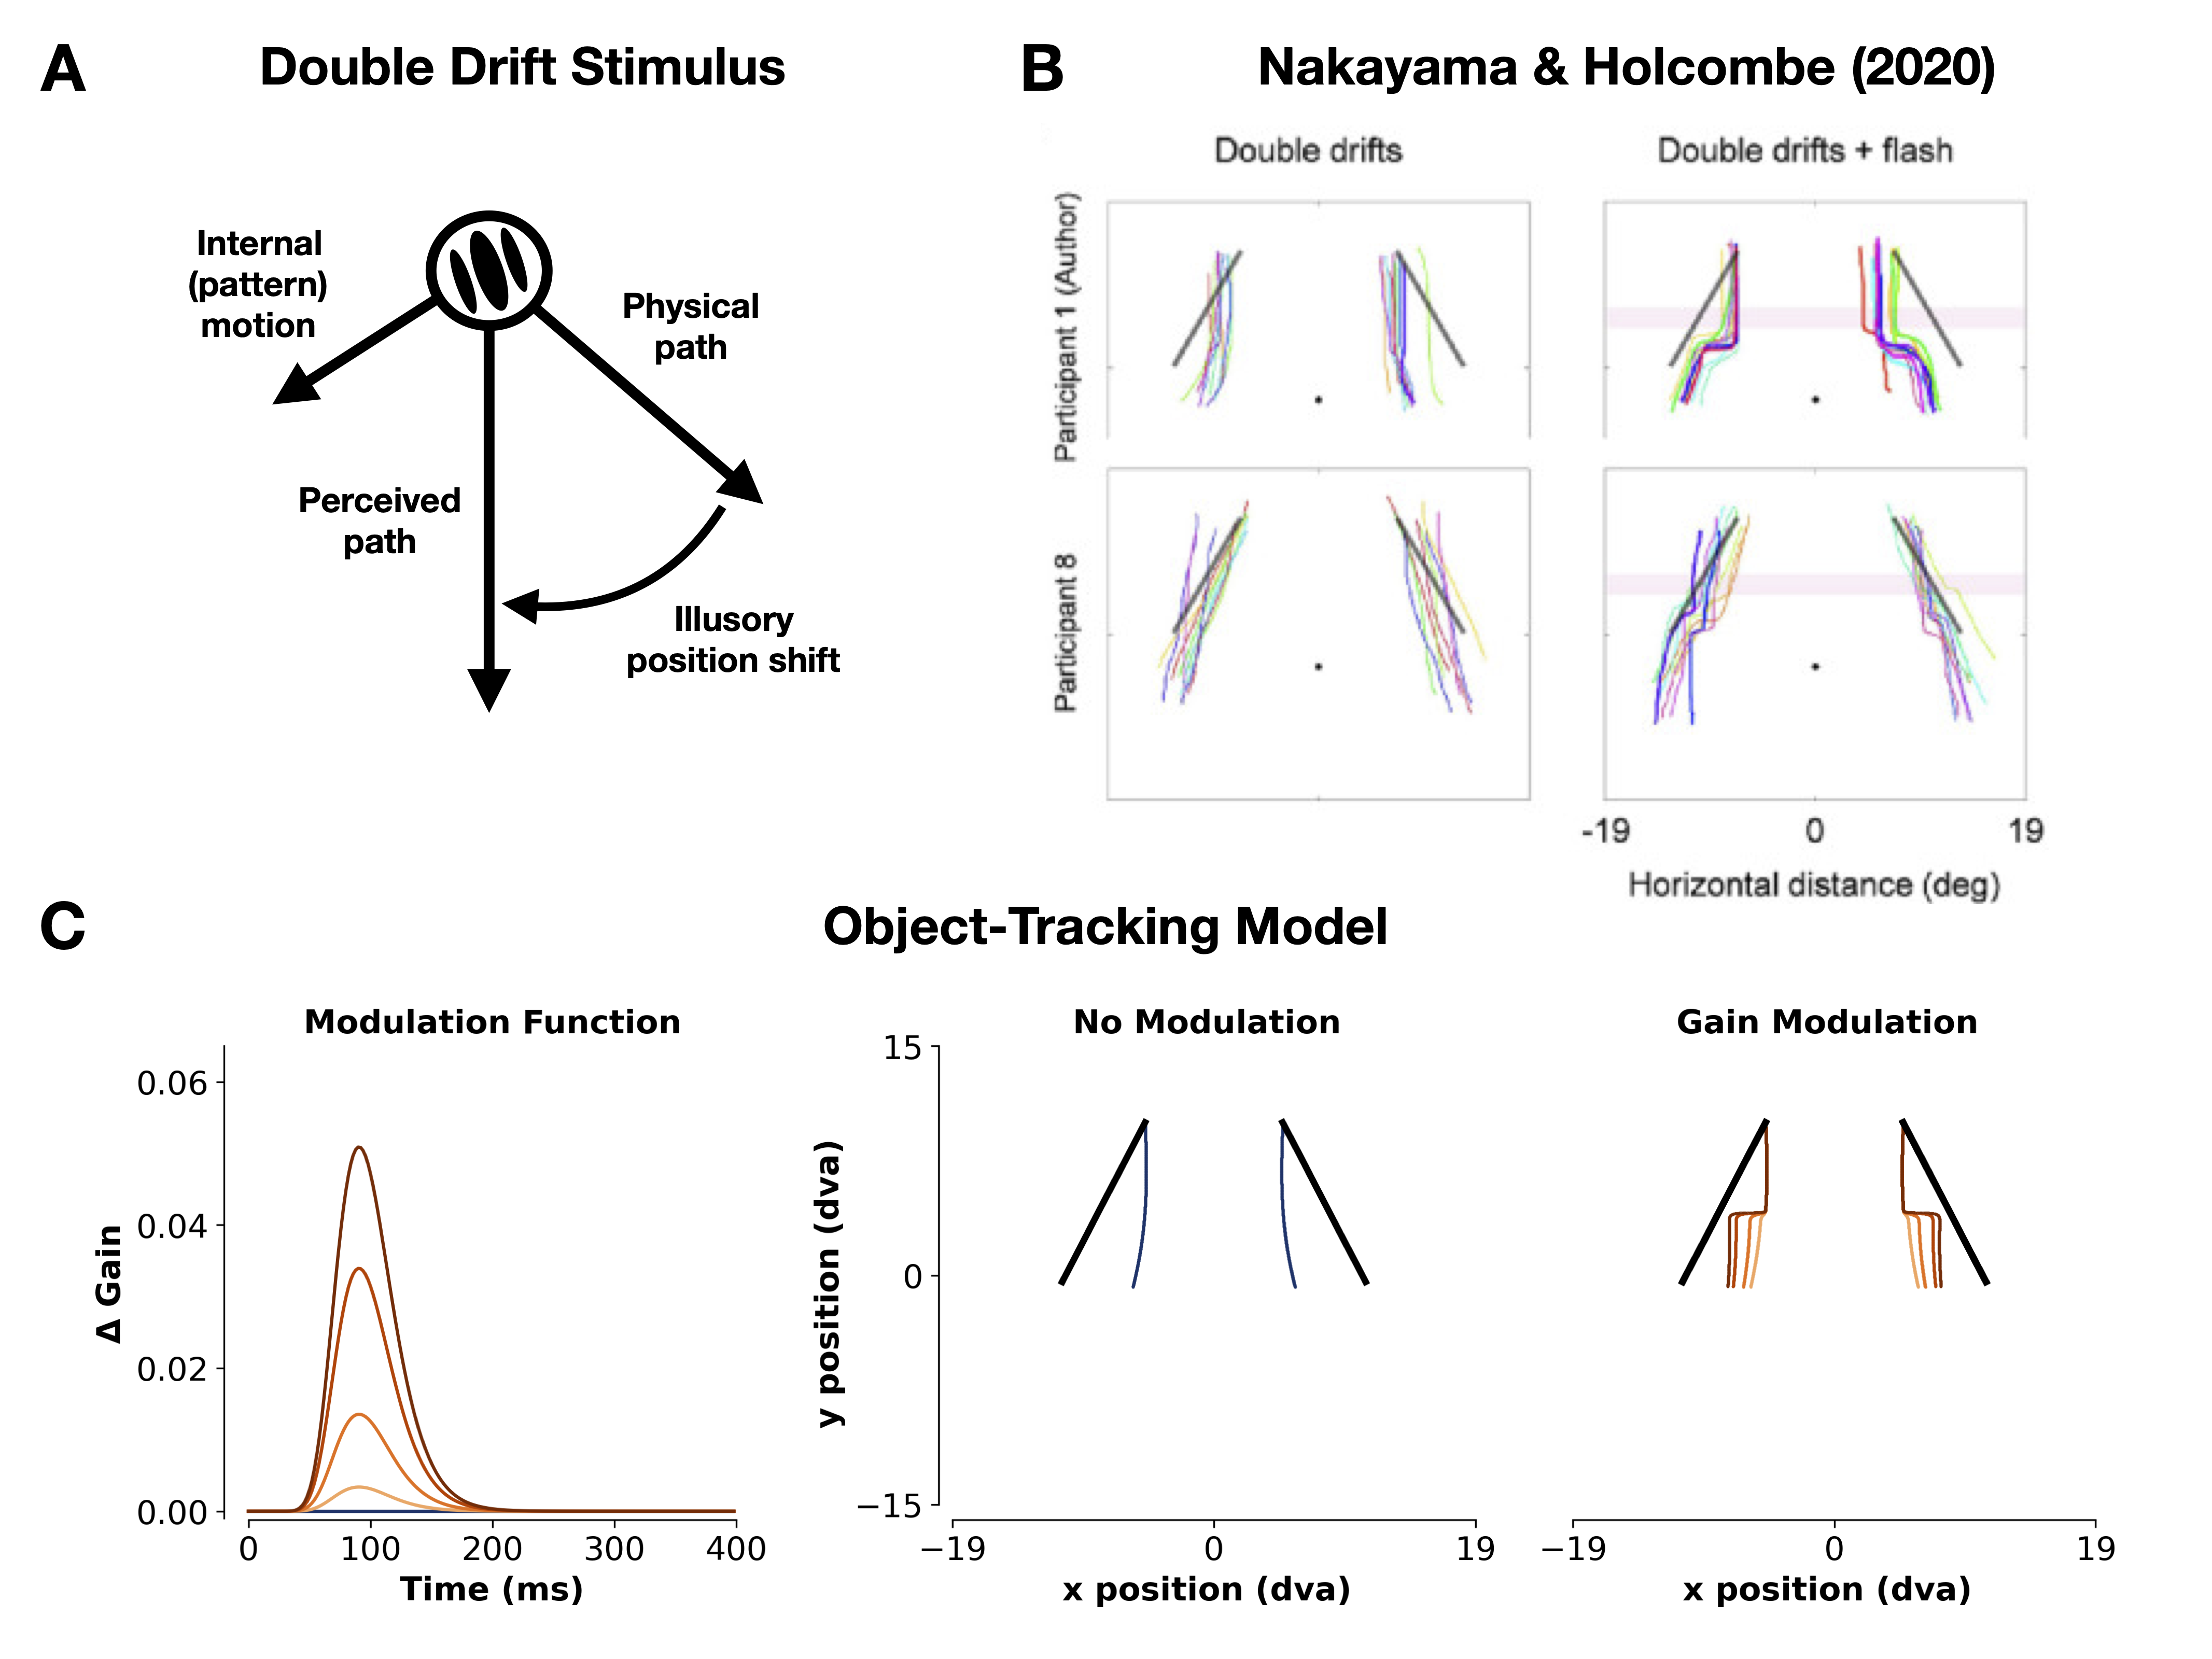 A
Double Drift Stimulus
Internal
(pattern)
motion
Physical
path
Perceived
path
Illusory
position shift
B
Nakayama & Holcombe (2020)
Double drifts
Double drifts + flash
Participant 1 (Author)
Participant 8
-19
0
19
Horizontal distance (deg)
C
Object-Tracking Model
Modulation Function
Δ Gain
0.06
0.04
0.02
0.00
0
100
200
300
400
Time (ms)
No Modulation
y position (dva)
15
0
−15
−19
0
19
x position (dva)
Gain Modulation
−19
0
19
x position (dva)